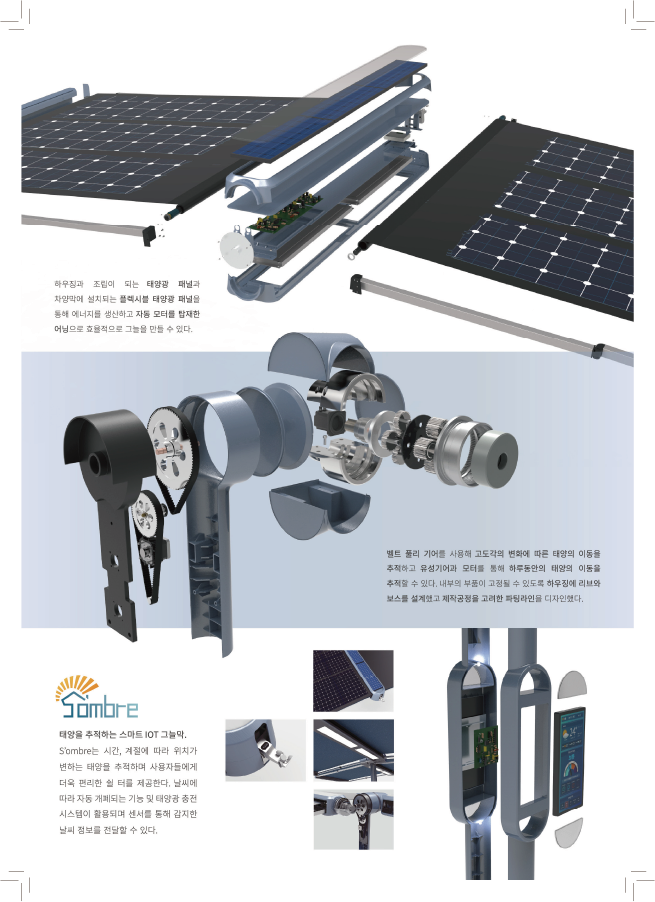 하우징과 조립이 되는 태양광 패널과
차양막에 설치되는 플렉시블 태양광 패널을
통해 에너지를 생산하고 자동 모터를 탑재한
어닝으로 효율적으로 그늘을 만들 수 있다.
벨트 풀리 기어를 사용해 고도각의 변화에 따른 태양의 이동을
추적하고 유성기어과 모터를 통해 하루동안의 태양의 이동을
추적할 수 있다. 내부의 부품이 고정될 수 있도록 하우징에 리브와
보스를 설계했고 제작공정을 고려한 파팅라인을 디자인했다.
S'ombre
태양을 추적하는 스마트 IOT 그늘막.
S'ombre는 시간, 계절에 따라 위치가
변하는 태양을 추적하며 사용자들에게
더욱 편리한 쉴 터를 제공한다. 날씨에
따라 자동 개폐되는 기능 및 태양광 충전
시스템이 활용되며 센서를 통해 감지한
날씨 정보를 전달할 수 있다.